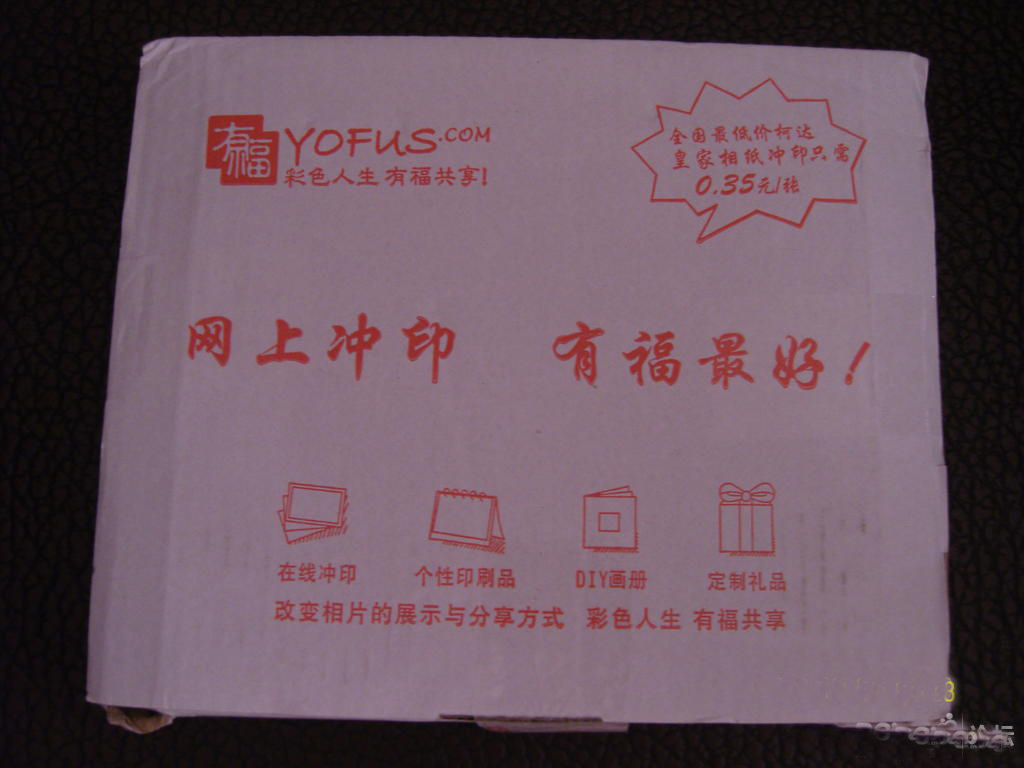 有福 YOFUS.COM
彩色人生 有福共享!
全国最低价柯达
皇家相纸冲印只需
0.35元/张
网上冲印 有福最好!
在线冲印 个性印刷品 DIY画册 定制礼品
改变相片的展示与分享方式 彩色人生 有福共享
论坛